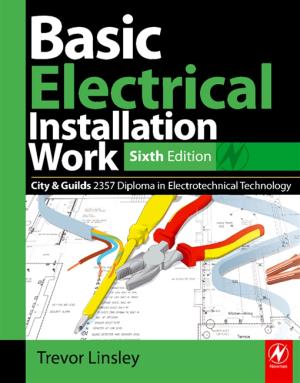 Basic
Electrical
Installation
Work Sixth Edition
City & Guilds 2357 Diploma in Electrotechnical Technology
Trevor Linsley
Newnes